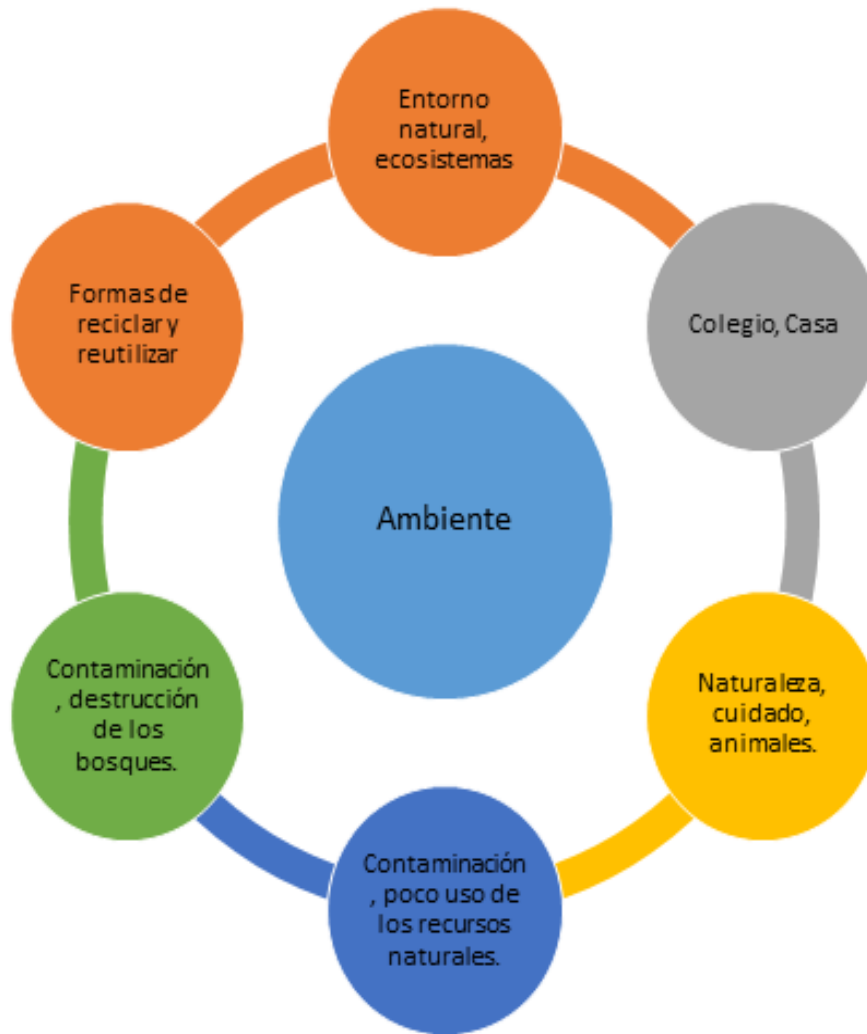 Entorno
natural,
ecosistemas
Colegio, Casa
Naturaleza,
cuidado,
animales.
Contaminación
, poco uso de
los recursos
naturales.
Contaminación
, destrucción
de los
bosques.
Formas de
reciclar y
reutilizar
Ambiente